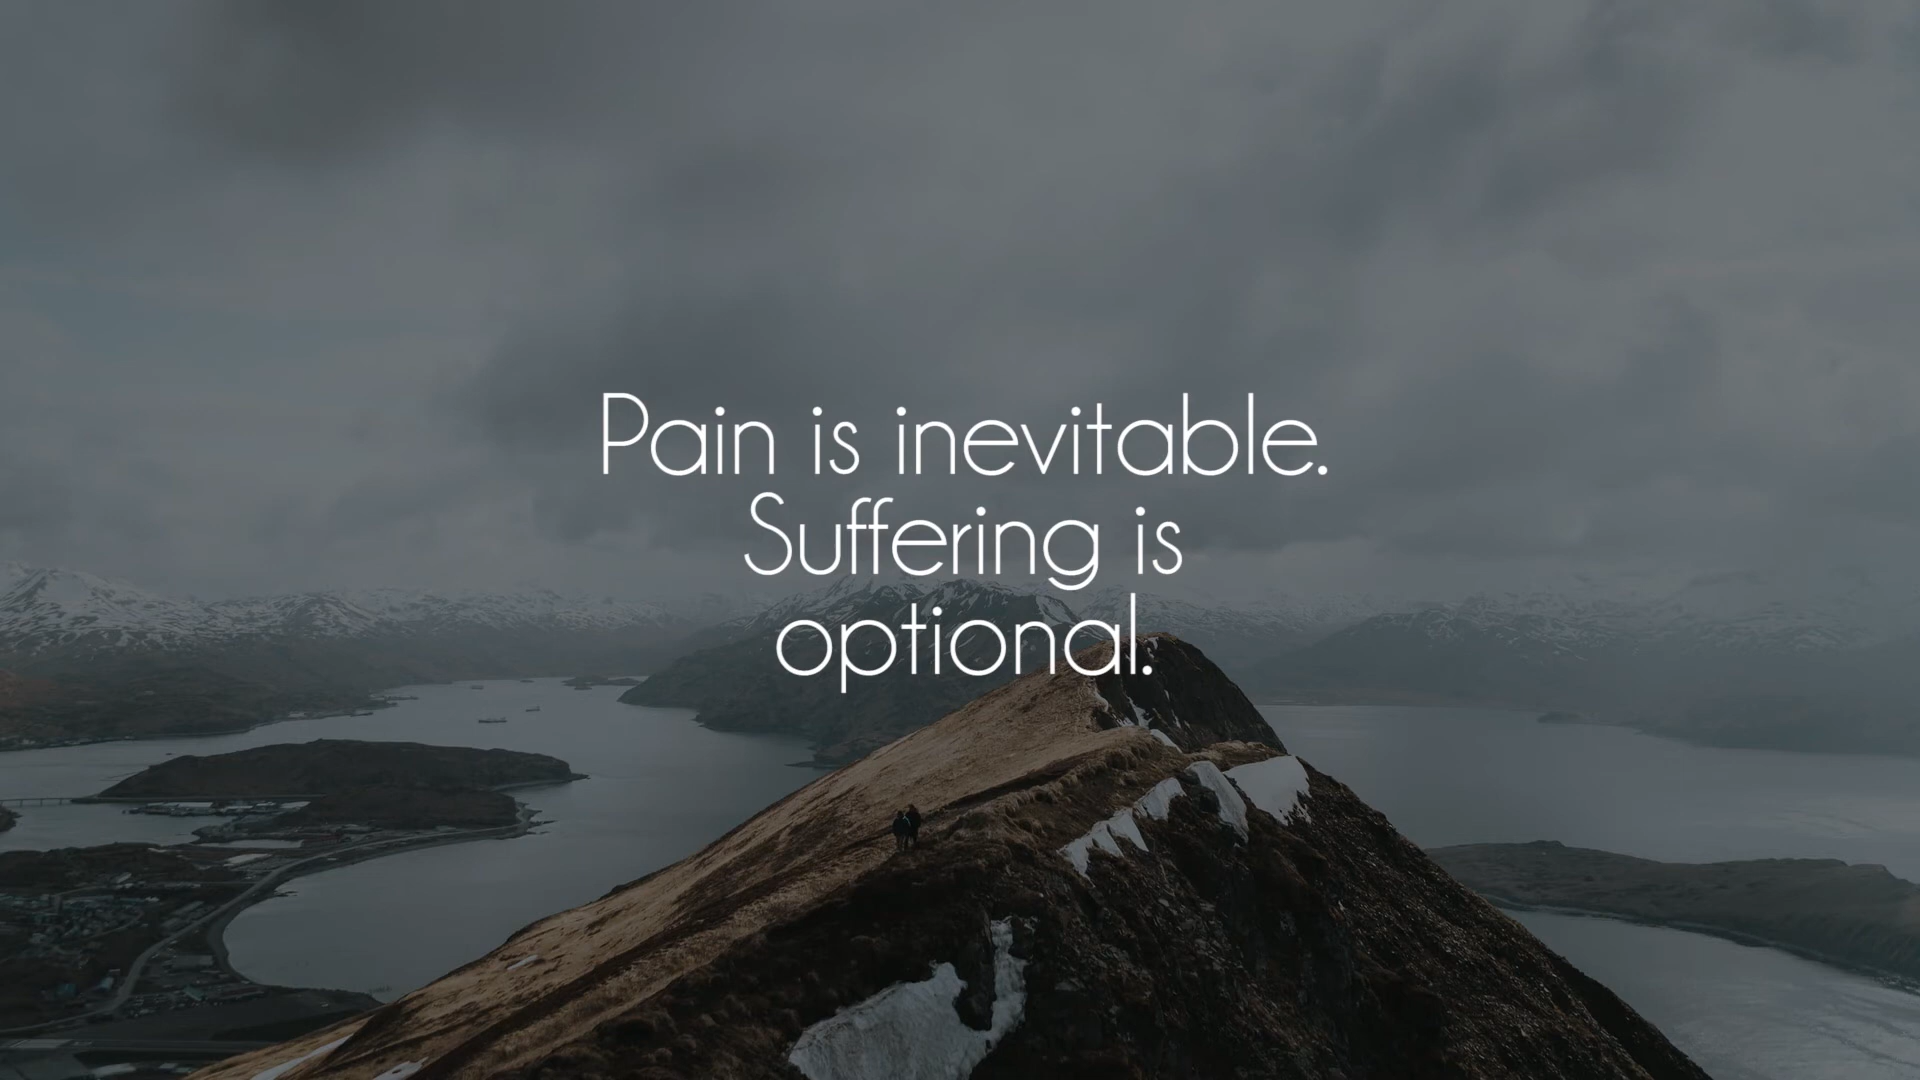 Pain is inevitable.
Suffering is
optional.